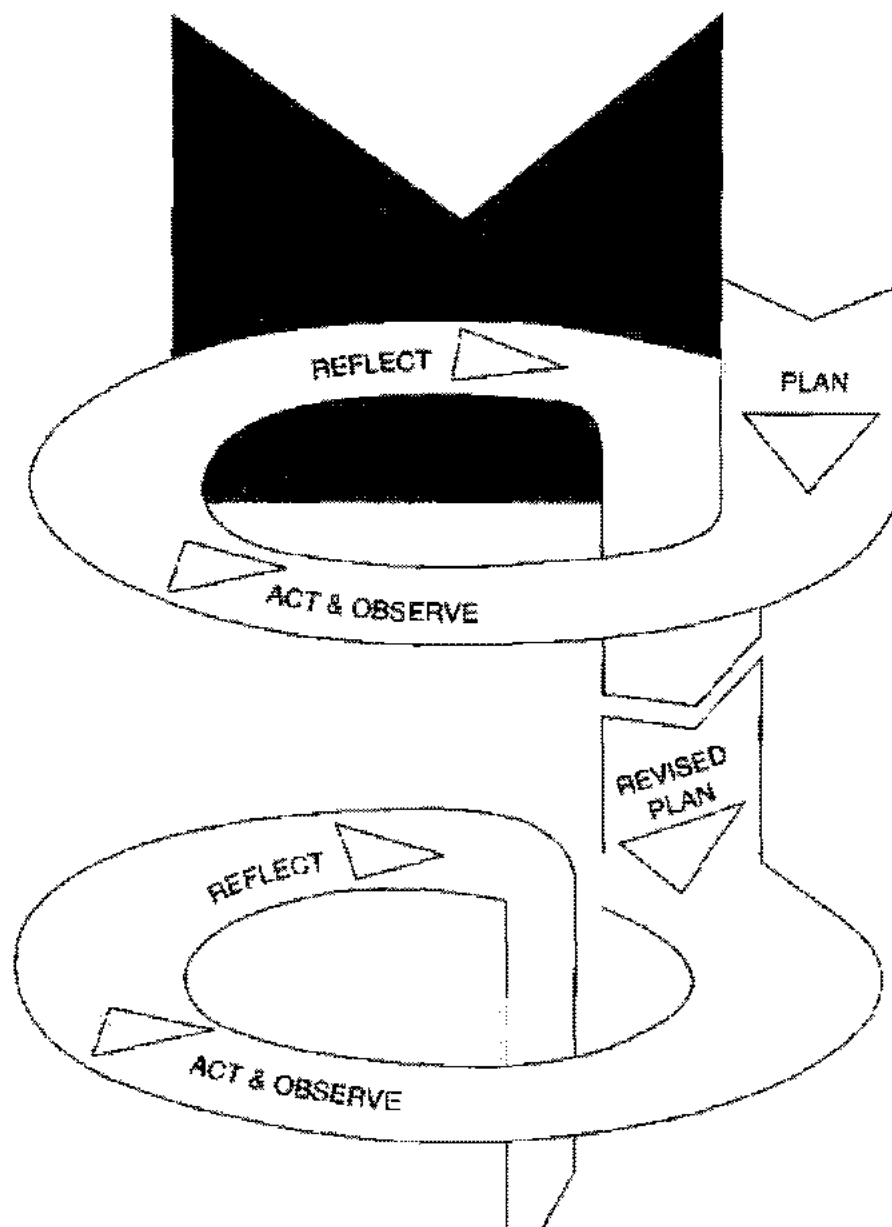 REFLECT
PLAN
ACT & OBSERVE
REVISED
PLAN
REFLECT
ACT & OBSERVE